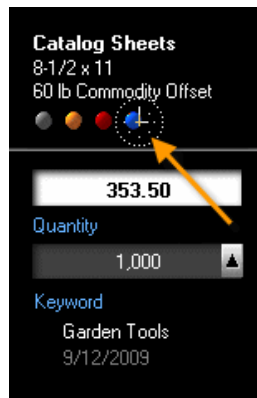 Catalog Sheets
8-1/2 x 11
60 lb Commodity Offset
353.50
Quantity
1,000
Keyword
Garden Tools
9/12/2009